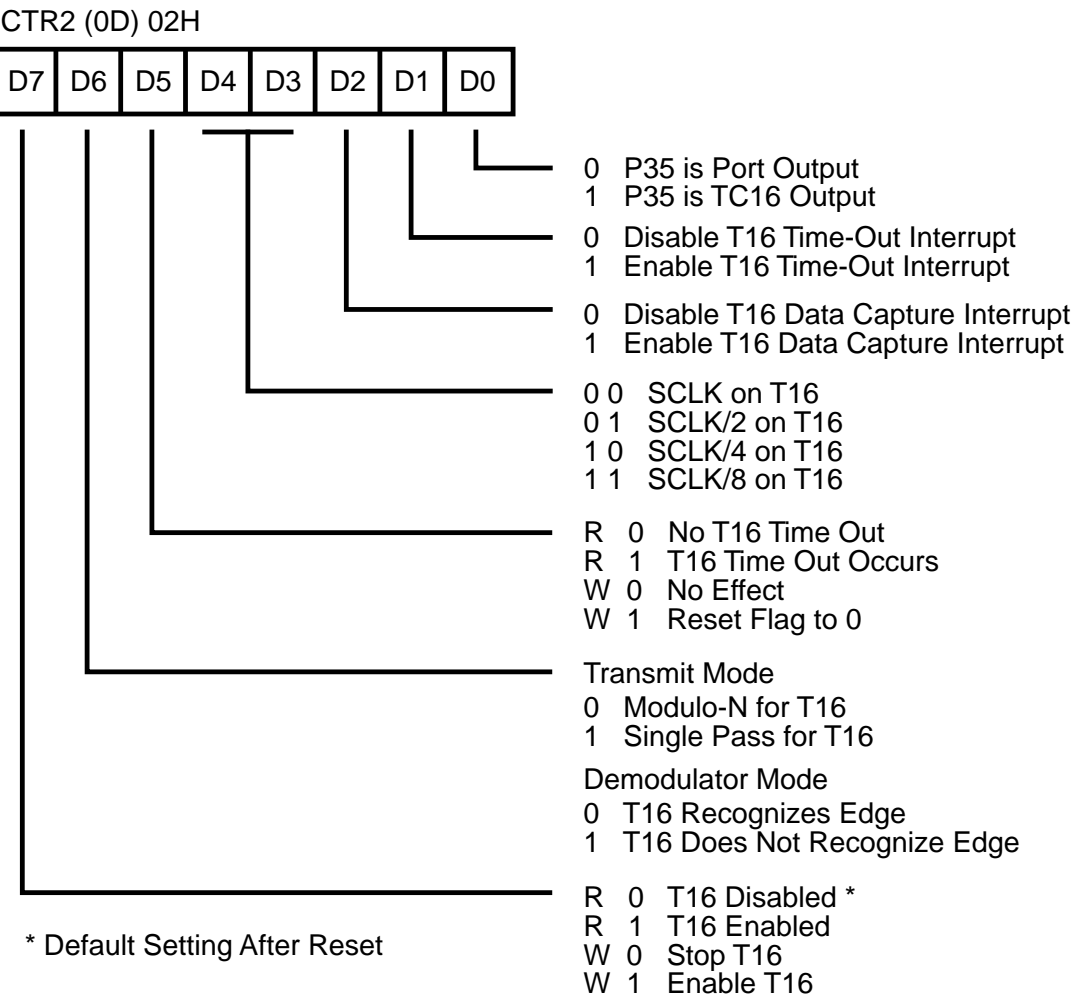 CTR2 (0D) 02H
D7 D6 D5 D4 D3 D2 D1 D0
0 P35 is Port Output
1 P35 is TC16 Output
0 Disable T16 Time-Out Interrupt
1 Enable T16 Time-Out Interrupt
0 Disable T16 Data Capture Interrupt
1 Enable T16 Data Capture Interrupt
0 0 SCLK on T16
0 1 SCLK/2 on T16
1 0 SCLK/4 on T16
1 1 SCLK/8 on T16
R 0 No T16 Time Out
R 1 T16 Time Out Occurs
W 0 No Effect
W 1 Reset Flag to 0
Transmit Mode
0 Modulo-N for T16
1 Single Pass for T16
Demodulator Mode
0 T16 Recognizes Edge
1 T16 Does Not Recognize Edge
R 0 T16 Disabled *
R 1 T16 Enabled
W 0 Stop T16
W 1 Enable T16
* Default Setting After Reset